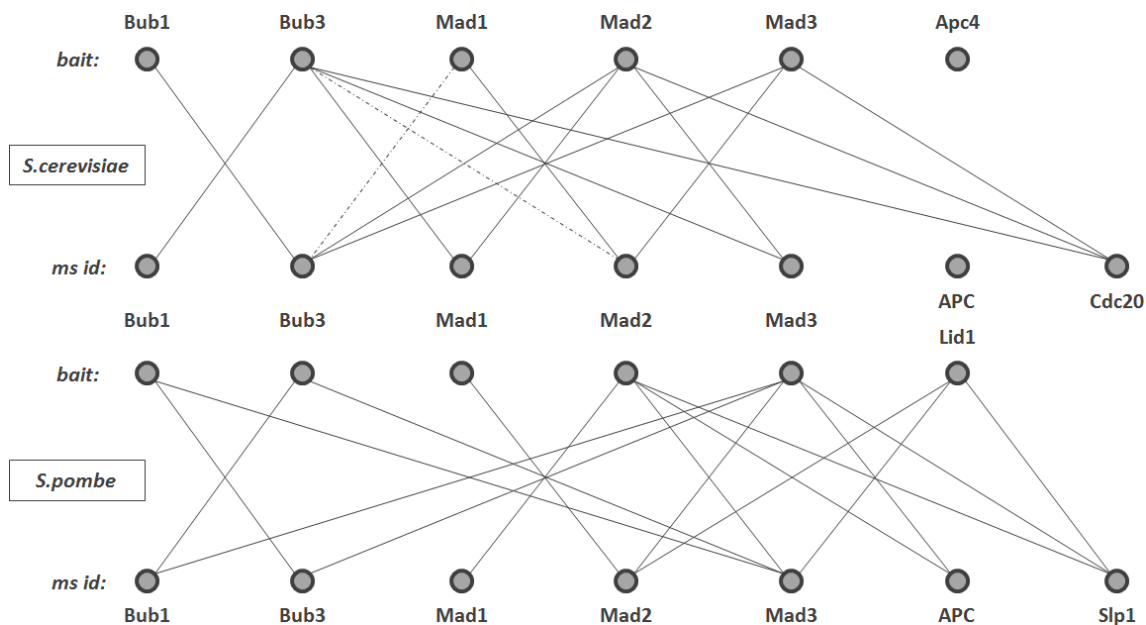 Bub1 Bub3 Mad1 Mad2 Mad3 Apc4
bait:
S.cerevisiae
ms id:
APC Cdc20
Bub1 Bub3 Mad1 Mad2 Mad3
Lid1
bait:
S.pombe
ms id:
Bub1 Bub3 Mad1 Mad2 Mad3 APC Slp1